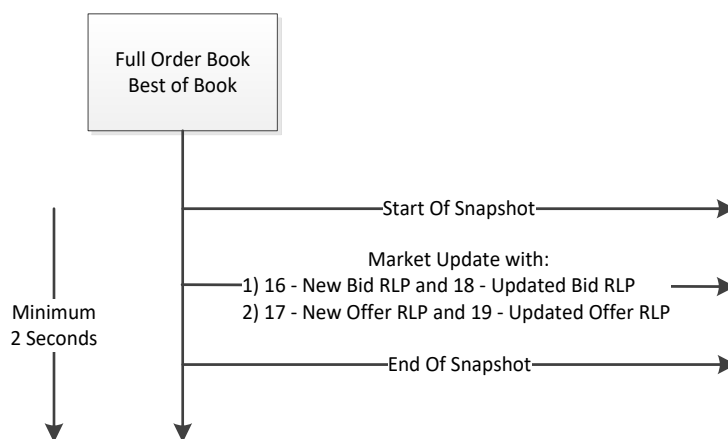 Full Order Book
Best of Book
Start Of Snapshot
Market Update with:
1) 16 - New Bid RLP and 18 - Updated Bid RLP
2) 17 - New Offer RLP and 19 - Updated Offer RLP
Minimum
2 Seconds
End Of Snapshot